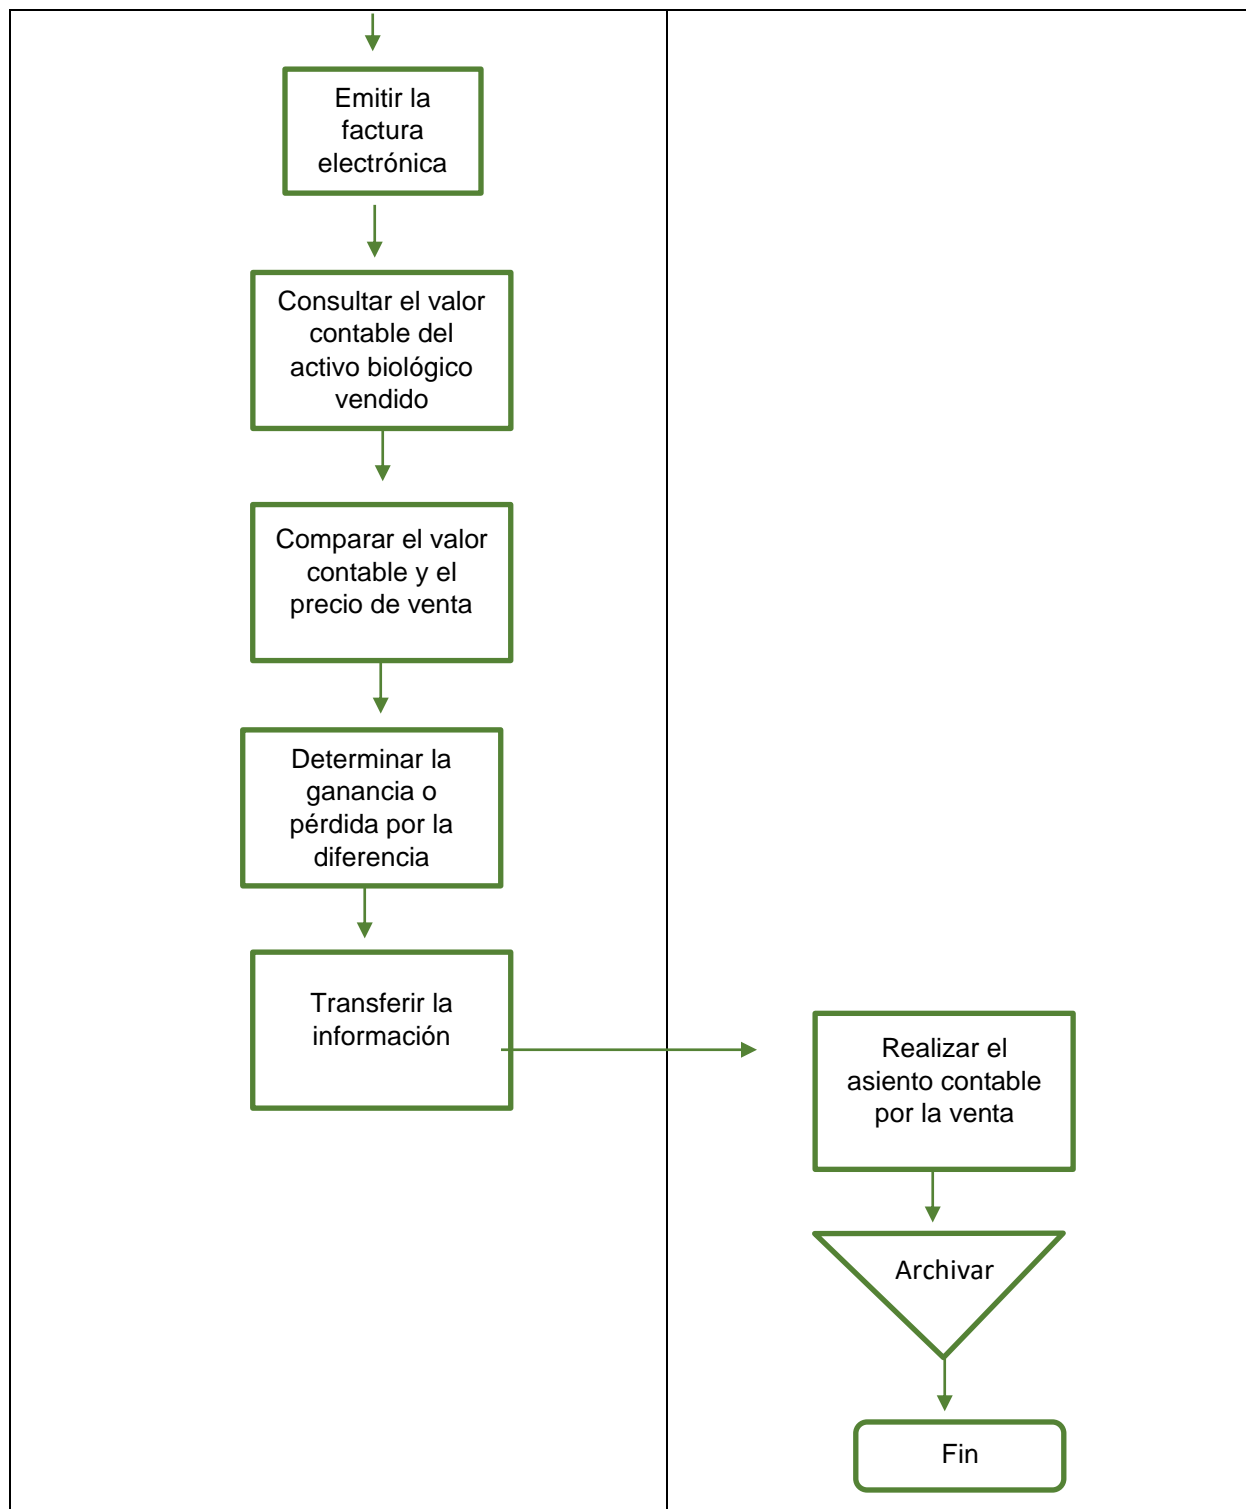 Emitir la
factura
electrónica
Consultar el valor
contable del
activo biológico
vendido
Comparar el valor
contable y el
precio de venta
Determinar la
ganancia o
pérdida por la
diferencia
Transferir la
información
Realizar el
asiento contable
por la venta
Archivar
Fin